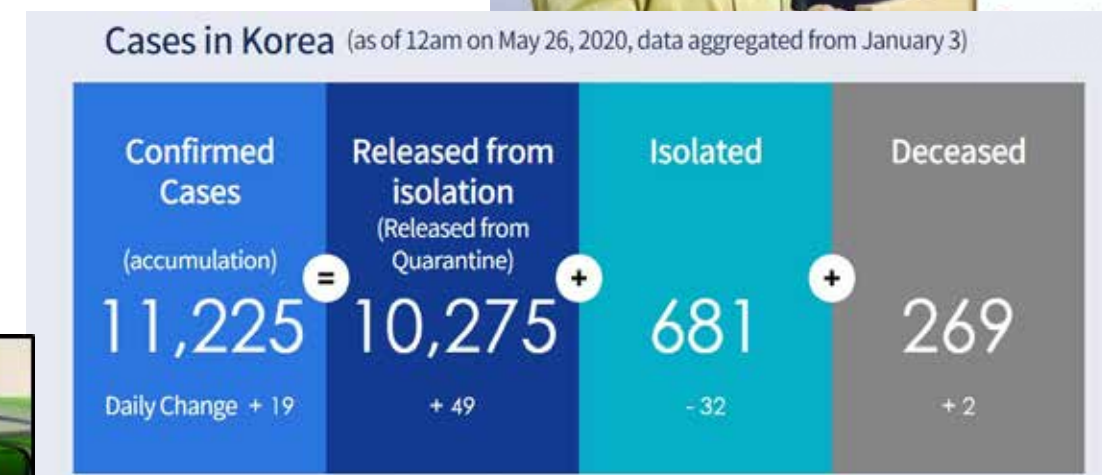 Cases in Korea (as of 12am on May 26, 2020, data aggregated from January 3)
Confirmed
Cases
(accumulation)
11,225
Daily Change + 19
=
Released from
isolation
(Released from
Quarantine)
10,275
+ 49
+
Isolated
681
- 32
+
Deceased
269
+ 2